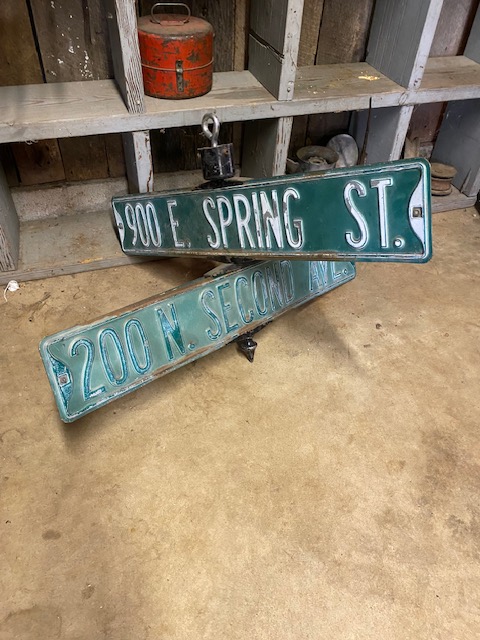 900 E. SPRING ST.
200 N. SECOND AVE.